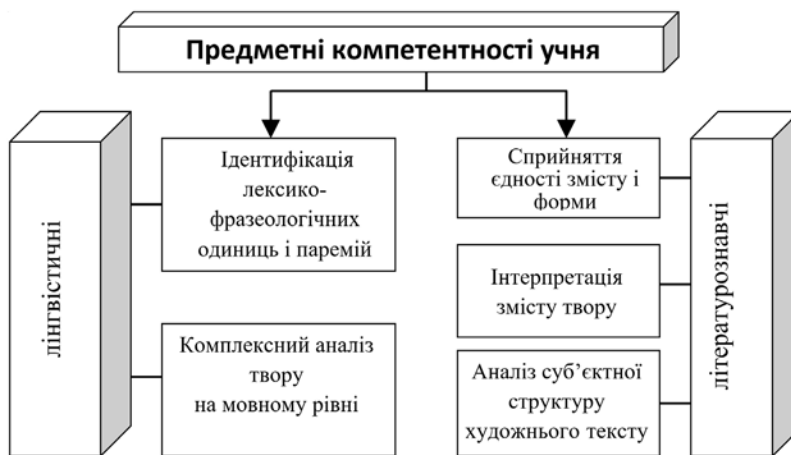 Предметні компетентності учня
лінгвістичні
Ідентифікація
лексико-
фразеологічних
одиниць і паремій
Комплексний аналіз
твору
на мовному рівні
Сприйняття
єдності змісту і
форми
Інтерпретація
змісту твору
Аналіз суб’єктної
структуру
художнього тексту
літературознавчі